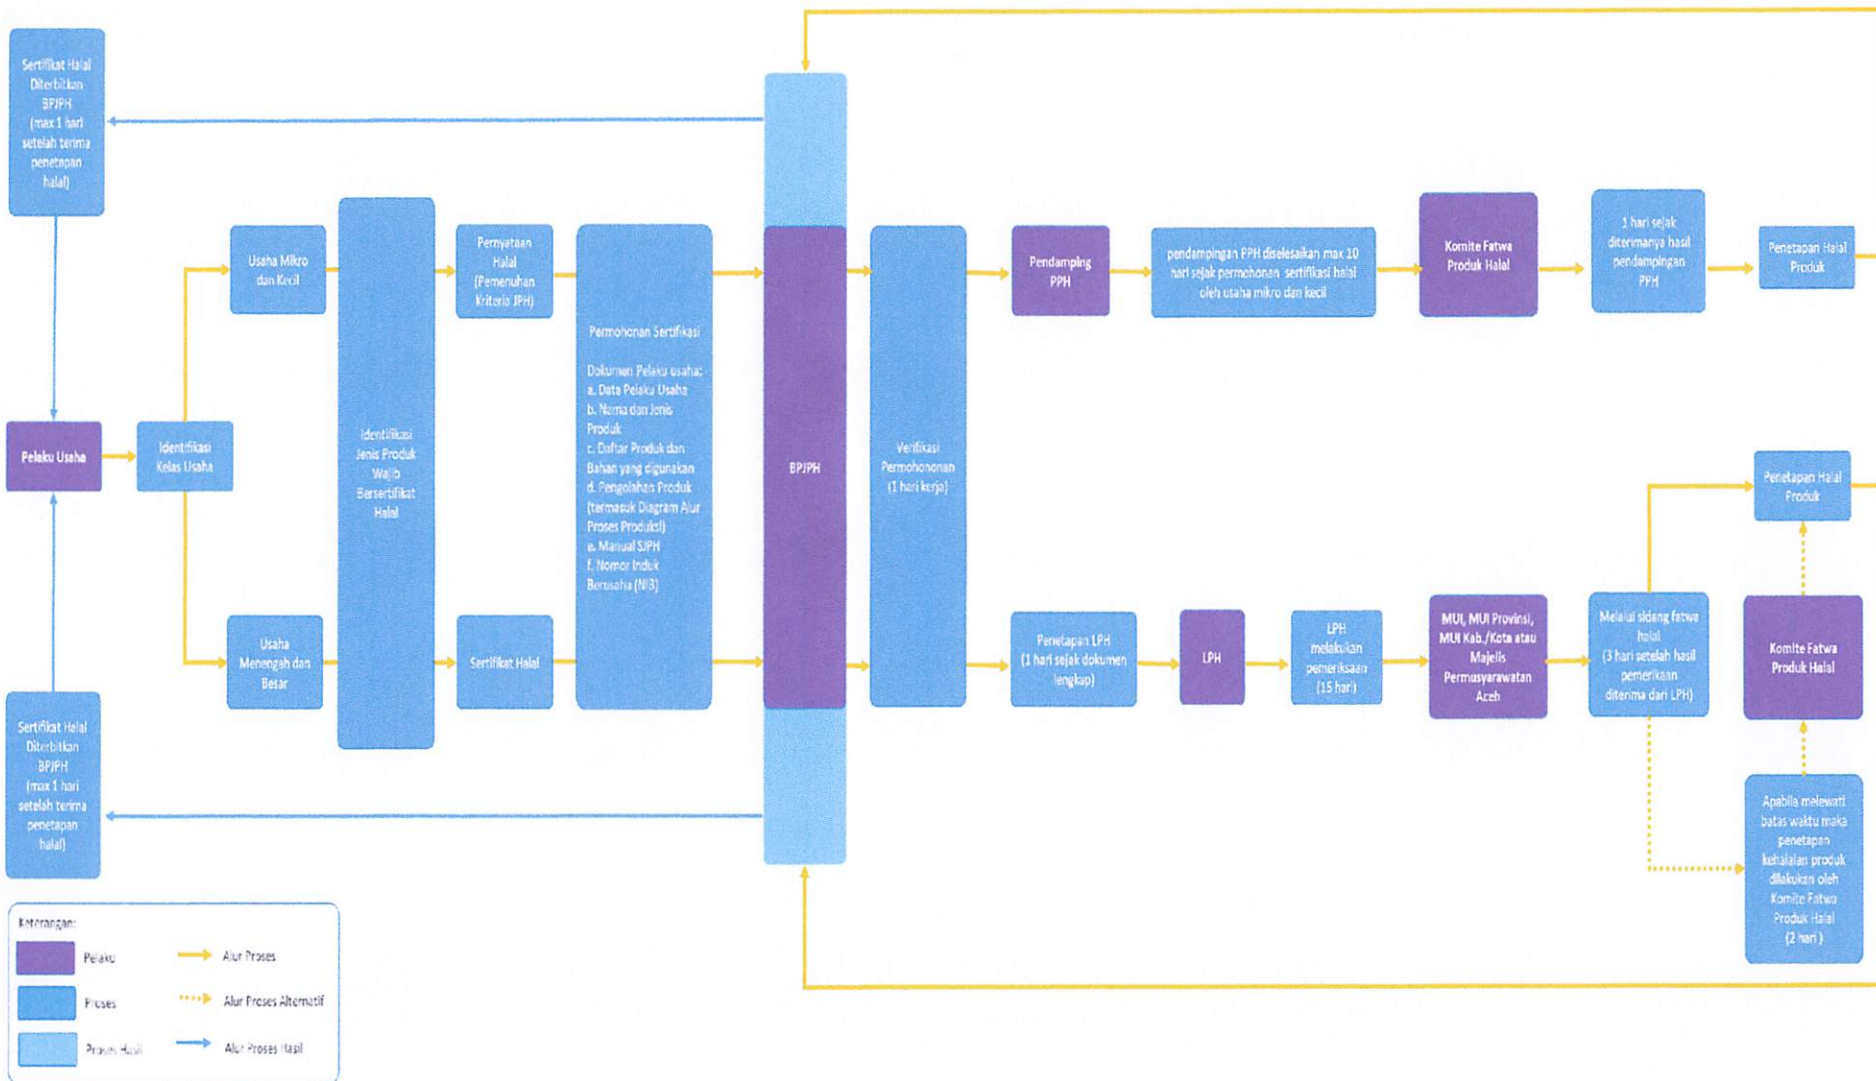 Sertifikat Halal
Diterbitkan
BPJPH
(max 1 hari
setelah terima
penetapan
halal)
Pelaku Usaha
Sertifikat Halal
Diterbitkan
BPJPH
(max 1 hari
setelah terima
penetapan
halal)
Identifikasi
Kelas Usaha
Usaha Mikro
dan Kecil
Usaha
Menengah dan
Besar
Identifikasi
Jenis Produk
Wajib
Bersertifikat
Halal
Pernyataan
Halal
(Pemenuhan
Kriteria JPH)
Sertifikat Halal
Permohonan Sertifikasi
Dokumen Pelaku usaha:
a. Data Pelaku Usaha
b. Nama dan Jenis
Produk
c. Daftar Produk dan
Bahan yang digunakan
d. Pengolahan Produk
(termasuk Diagram Alur
Proses Produksi)
e. Manual SJPH
f. Nomor Induk
Berusaha (NIB)
BPJPH
Verifikasi
Permohononan
(1 hari kerja)
Pendamping
PPH
pendampingan PPH diselesaikan max 10
hari sejak permohonan sertifikasi halal
oleh usaha mikro dan kecil
Komite Fatwa
Produk Halal
1 hari sejak
diterimanya hasil
pendampingan
PPH
Penetapan Halal
Produk
Penetapan LPH
(1 hari sejak dokumen
lengkap)
LPH
LPH
melakukan
pemeriksaan
(15 hari)
MUI, MUI Provinsi,
MUI Kab./Kota atau
Majelis
Permusyarawatan
Aceh
Melalui sidang fatwa
halal
(3 hari setelah hasil
pemerikaan
diterima dari LPH)
Penetapan Halal
Produk
Komite Fatwa
Produk Halal
Apabila melewati
batas waktu maka
penetapan
kehalalan produk
dilakukan oleh
Komite Fatwa
Produk Halal
(2 hari )
Keterangan:
Pelaku
Alur Proses
Proses
Alur Proses Alternatif
Proses Hasil
Alur Proses Hasil